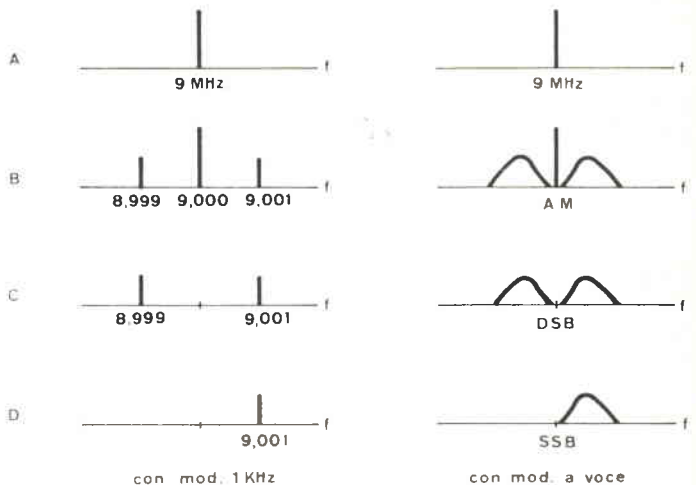 A
f
9 MHz
f
9 MHz
B
f
8,999 9,000 9,001
f
AM
C
f
8,999 9,001
f
DSB
D
f
9,001
f
SSB
con mod. 1 KHz
con mod. a voce